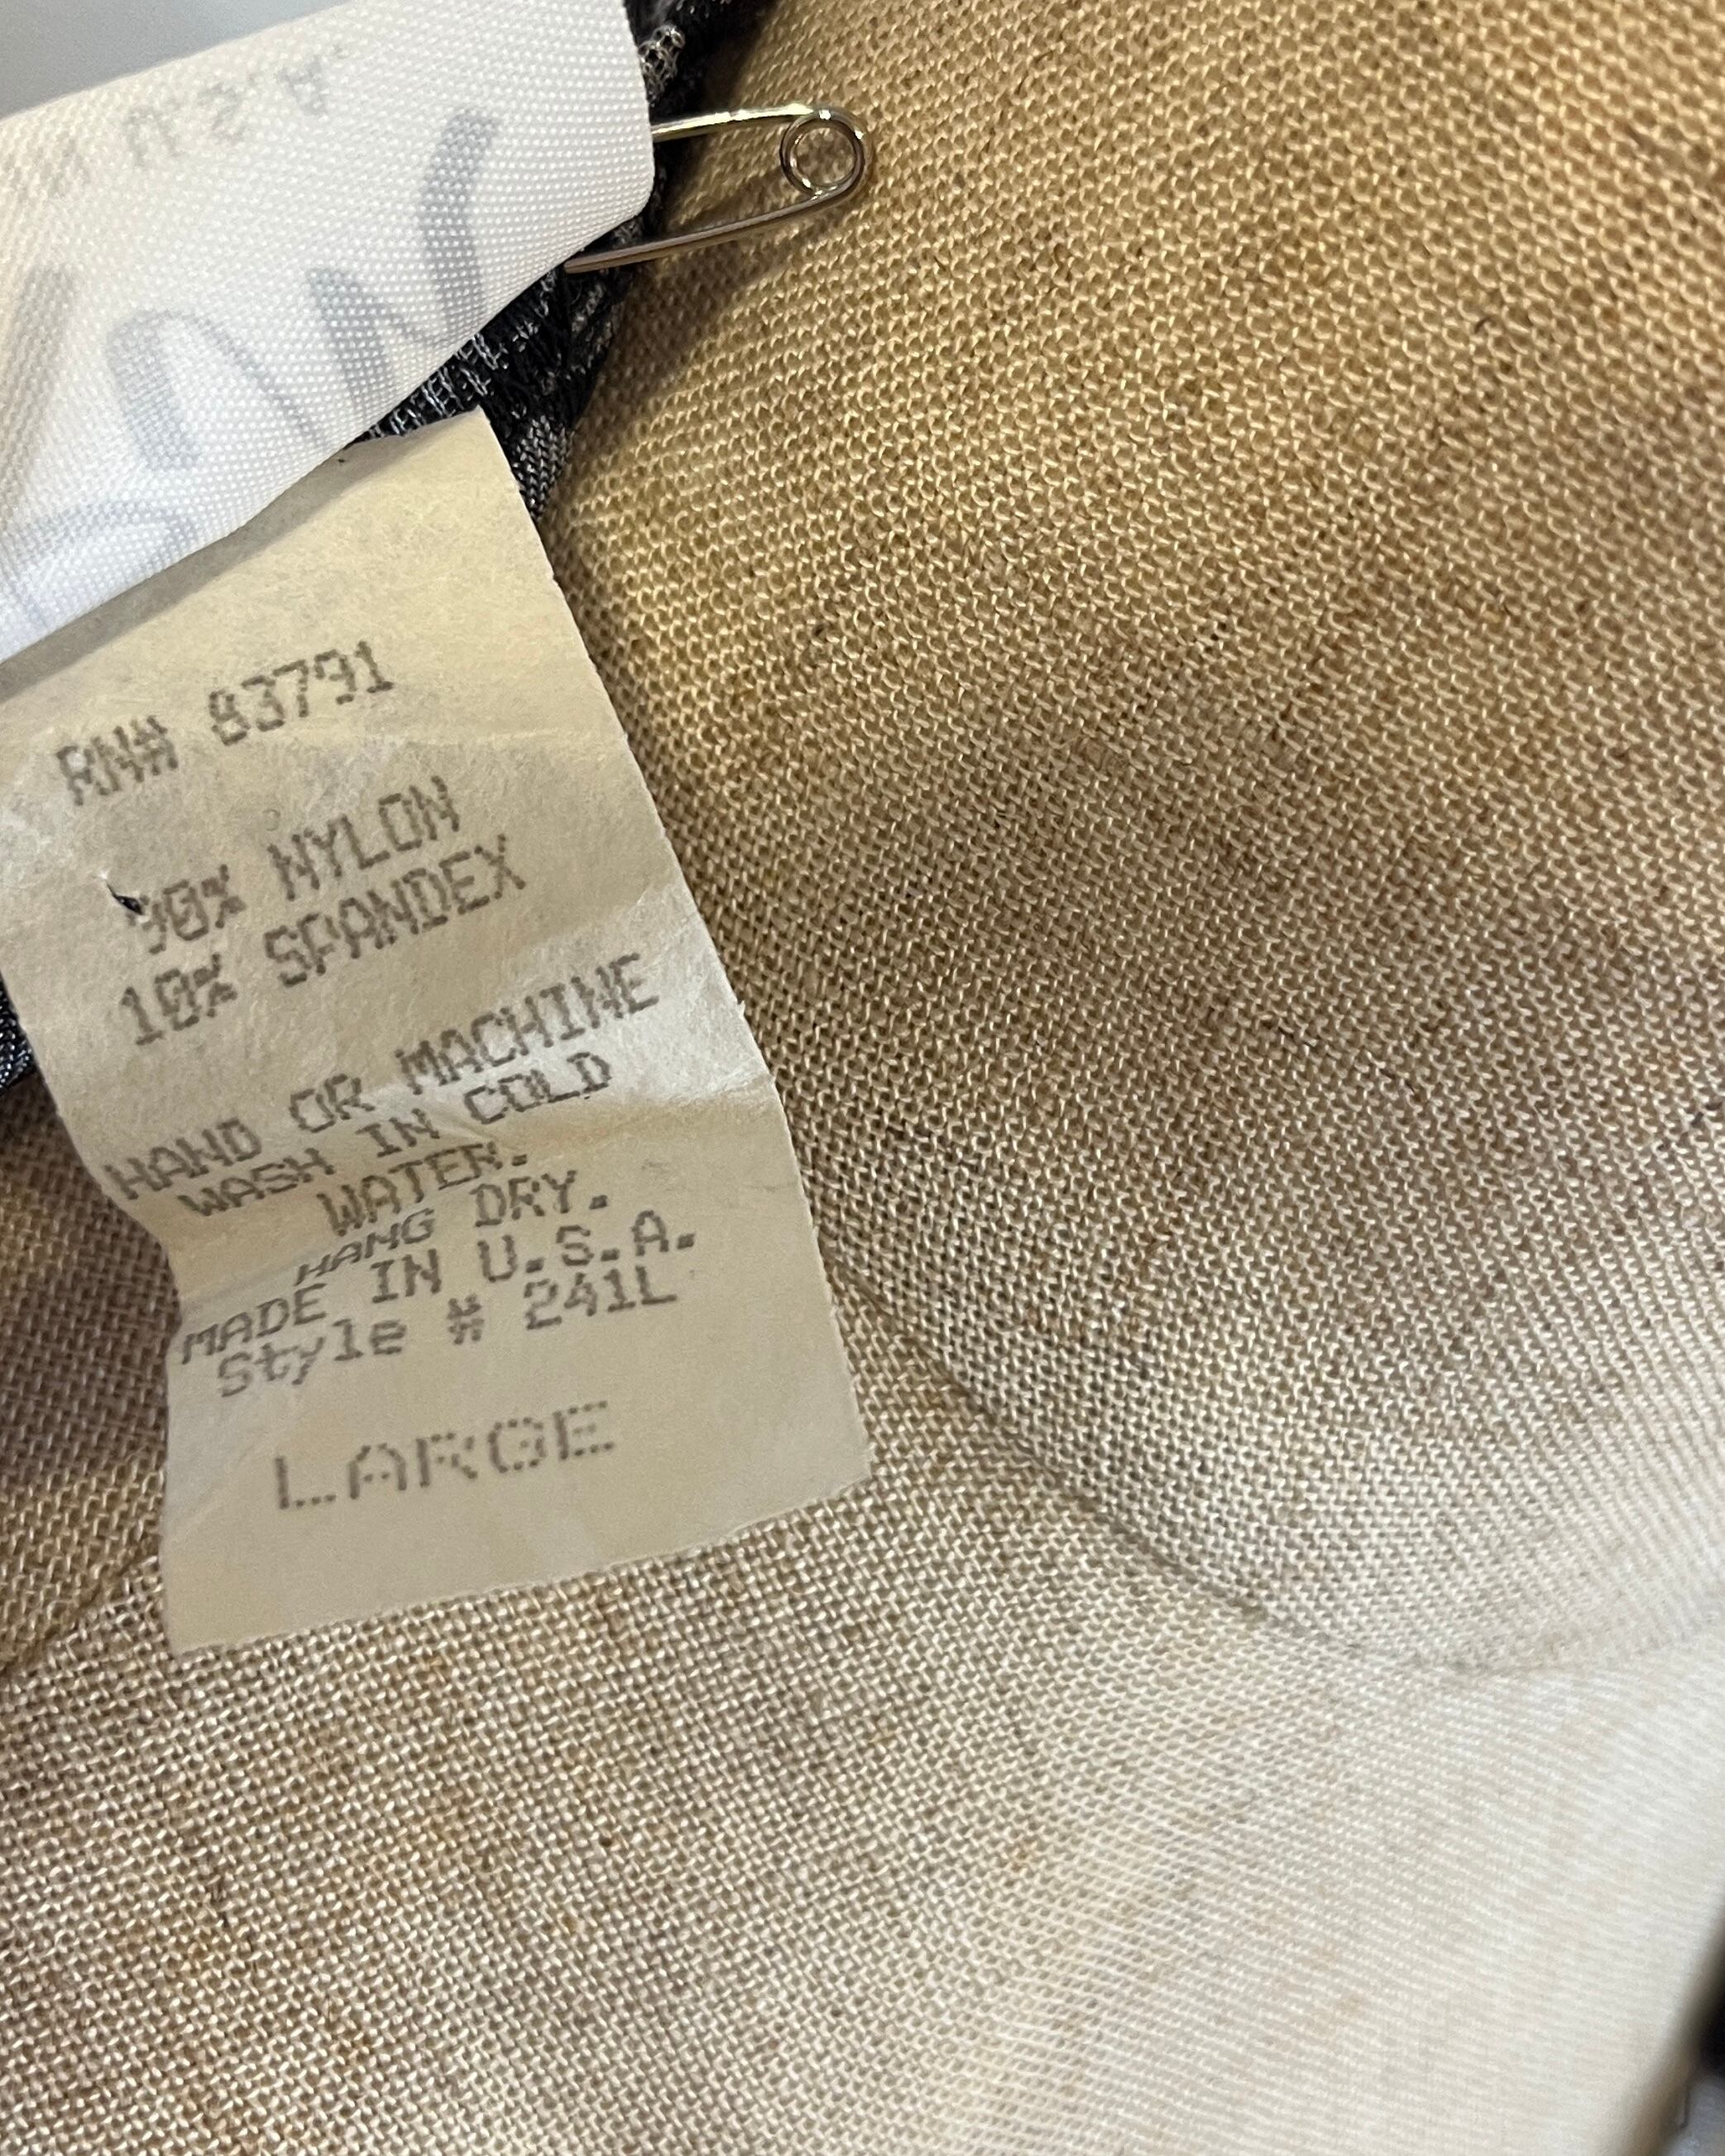 RN# 83791
90% NYLON
10% SPANDEX
HAND OR MACHINE
WASH IN COLD
WATER.
HANG DRY.
MADE IN U.S.A.
Style # 241L
LARGE